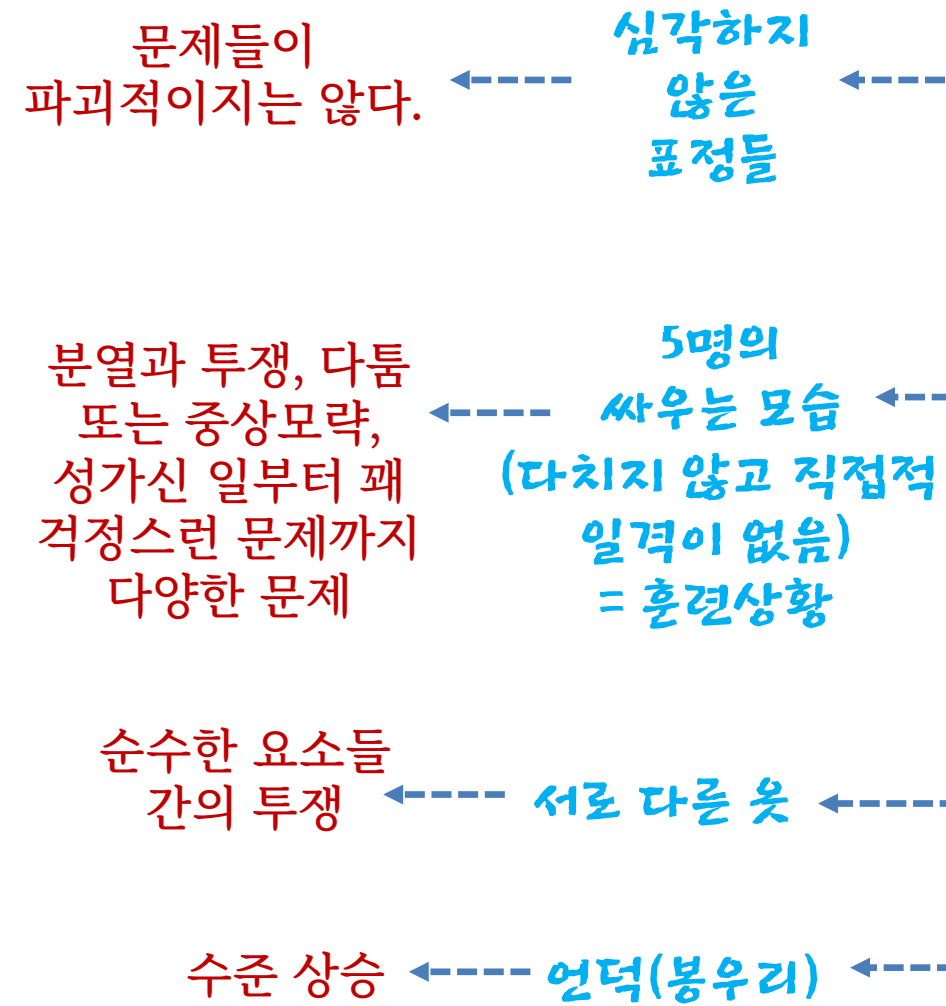 문제들이
파괴적이지는 않다.
심각하지
않은
표정들
분열과 투쟁, 다툼
또는 중상모략,
성가신 일부터 꽤
걱정스런 문제까지
다양한 문제
5명의
싸우는 모습
(다치지 않고 직접적
일격이 없음)
= 훈련상황
순수한 요소들
간의 투쟁
서로 다른 옷
수준 상승
언덕(봉우리)